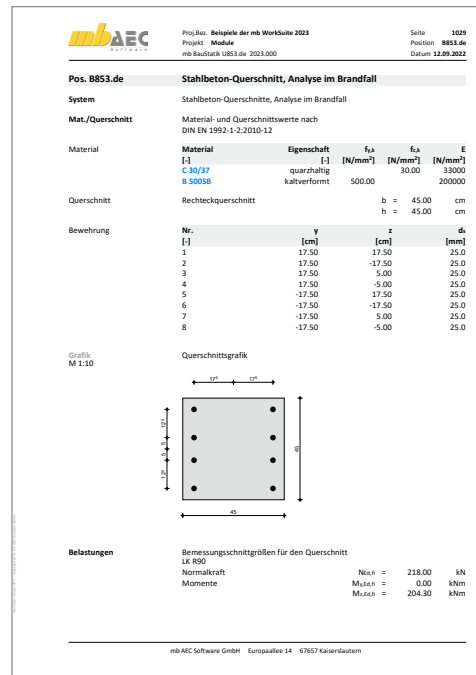 mbAEC
Software
Proj.Bez. Beispiele der mb WorkSuite 2023
Projekt Module
mb BauStatik U853.de 2023.000
Seite 1029
Position B853.de
Datum 12.09.2022
Pos. B853.de Stahlbeton-Querschnitt, Analyse im Brandfall
System Stahlbeton-Querschnitte, Analyse im Brandfall
Mat./Querschnitt Material- und Querschnittswerte nach
DIN EN 1992-1-2:2010-12
Material Material Eigenschaft fy,k fc,k E
[-] [-] [N/mm²] [N/mm²] [N/mm²]
C 30/37 quarzhaltig 30.00 33000
B 500SB kaltverformt 500.00 200000
Querschnitt Rechteckquerschnitt b = 45.00 cm
h = 45.00 cm
Bewehrung Nr. y z ds
[-] [cm] [cm] [mm]
1 17.50 17.50 25.0
2 17.50 -17.50 25.0
3 17.50 5.00 25.0
4 17.50 -5.00 25.0
5 -17.50 17.50 25.0
6 -17.50 -17.50 25.0
7 -17.50 5.00 25.0
8 -17.50 -5.00 25.0
Grafik Querschnittsgrafik
M 1:10
17⁵ 17⁵
12⁵
5
5
12⁵
45
45
Belastungen Bemessungsschnittgrößen für den Querschnitt
LK R90
Normalkraft NEd,fi = 218.00 kN
Momente My,Ed,fi = 0.00 kNm
Mz,Ed,fi = 204.30 kNm
mb AEC Software GmbH Europaallee 14 67657 Kaiserslautern